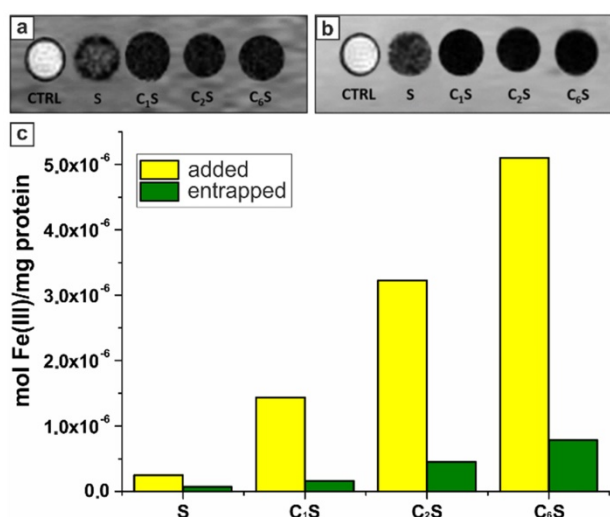 a
CTRL S C₁S C₂S C₆S
b
CTRL S C₁S C₂S C₆S
c
added
entrapped
mol Fe(III)/mg protein
5,0x10⁻⁶
4,0x10⁻⁶
3,0x10⁻⁶
2,0x10⁻⁶
1,0x10⁻⁶
0,0
S C₁S C₂S C₆S